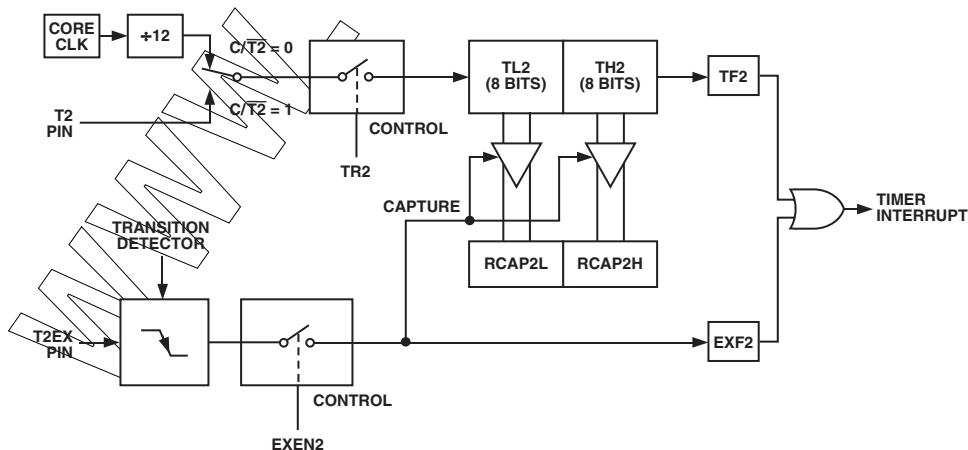 CORE
CLK
÷12
C/T2 = 0
C/T2 = 1
T2
PIN
CONTROL
TR2
TL2
(8 BITS)
TH2
(8 BITS)
TF2
CAPTURE
TRANSITION
DETECTOR
RCAP2L
RCAP2H
TIMER
INTERRUPT
T2EX
PIN
EXF2
CONTROL
EXEN2